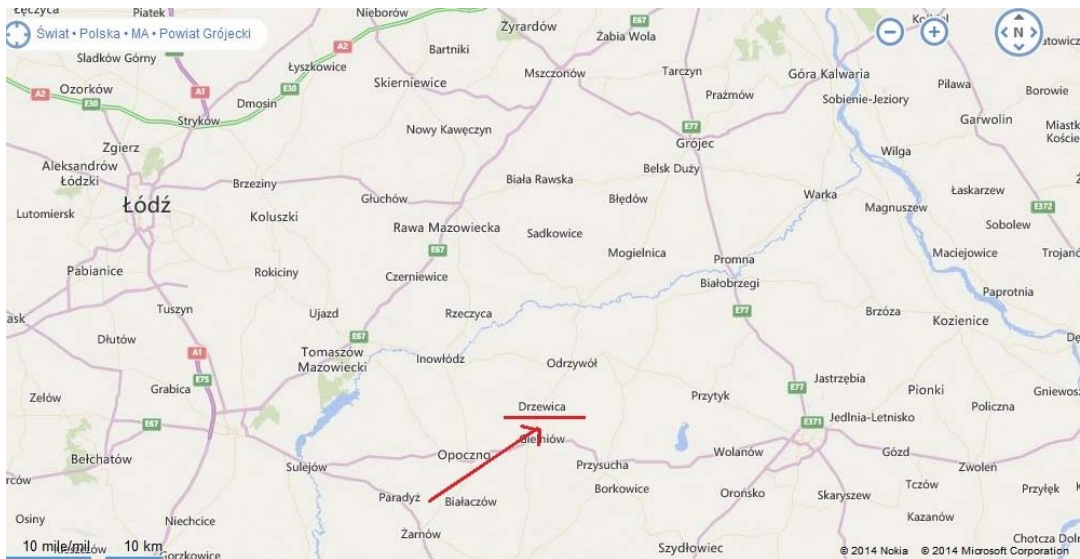 Łęczyca
Piatek
Nieborów
Żyrardów
E67
Żabia Wola
Świat • Polska • MA • Powiat Grójecki
N
Sladków Górny
A2
Bartniki
Łyszkowice
Mszczonów
Tarczyn
Góra Kalwaria
Skierniewice
Pilawa
A2
E30
Ozorków
A1
E30
Dmosin
Prażmów
Sobienie-Jeziory
Borowie
Stryków
Garwolin
Nowy Kawęczyn
E77
Grójec
Zgierz
Wilga
Aleksandrów
Łódzki
Brzeziny
Biała Rawska
Belsk Duży
Głuchów
Błędów
Warka
Łaskarzew
Łódź
Koluszki
Magnuszew
E372
Lutomiersk
Rawa Mazowiecka
Sadkowice
Sobolew
E67
Mogielnica
Promna
Maciejowice
Pabianice
Rokiciny
Czerniewice
Białobrzegi
Paprotnia
Tuszyn
Ujazd
Rzeczyca
E77
Brzóza
Kozienice
Dłutów
E67
A1
Tomaszów
Mazowiecki
Inowłódz
Odrzywół
E75
Grabica
Jastrzębia
E77
Pionki
Zelów
Przytyk
Drzewica
Policzna
E67
E371
Jedlnia-Letnisko
Bełchatów
Opoczno
Wolanów
Gózd
Sulejów
Przysucha
Zwoleń
Borkowice
Orońsko
Skaryszew
Tczów
Przyłęk
Paradyż
Białaczów
Osiny
Niechcice
Żarnów
Kazanów
10 mile/mil
10 km
Gorzkowice
Szydłowiec
© 2014 Nokia © 2014 Microsoft Corporation